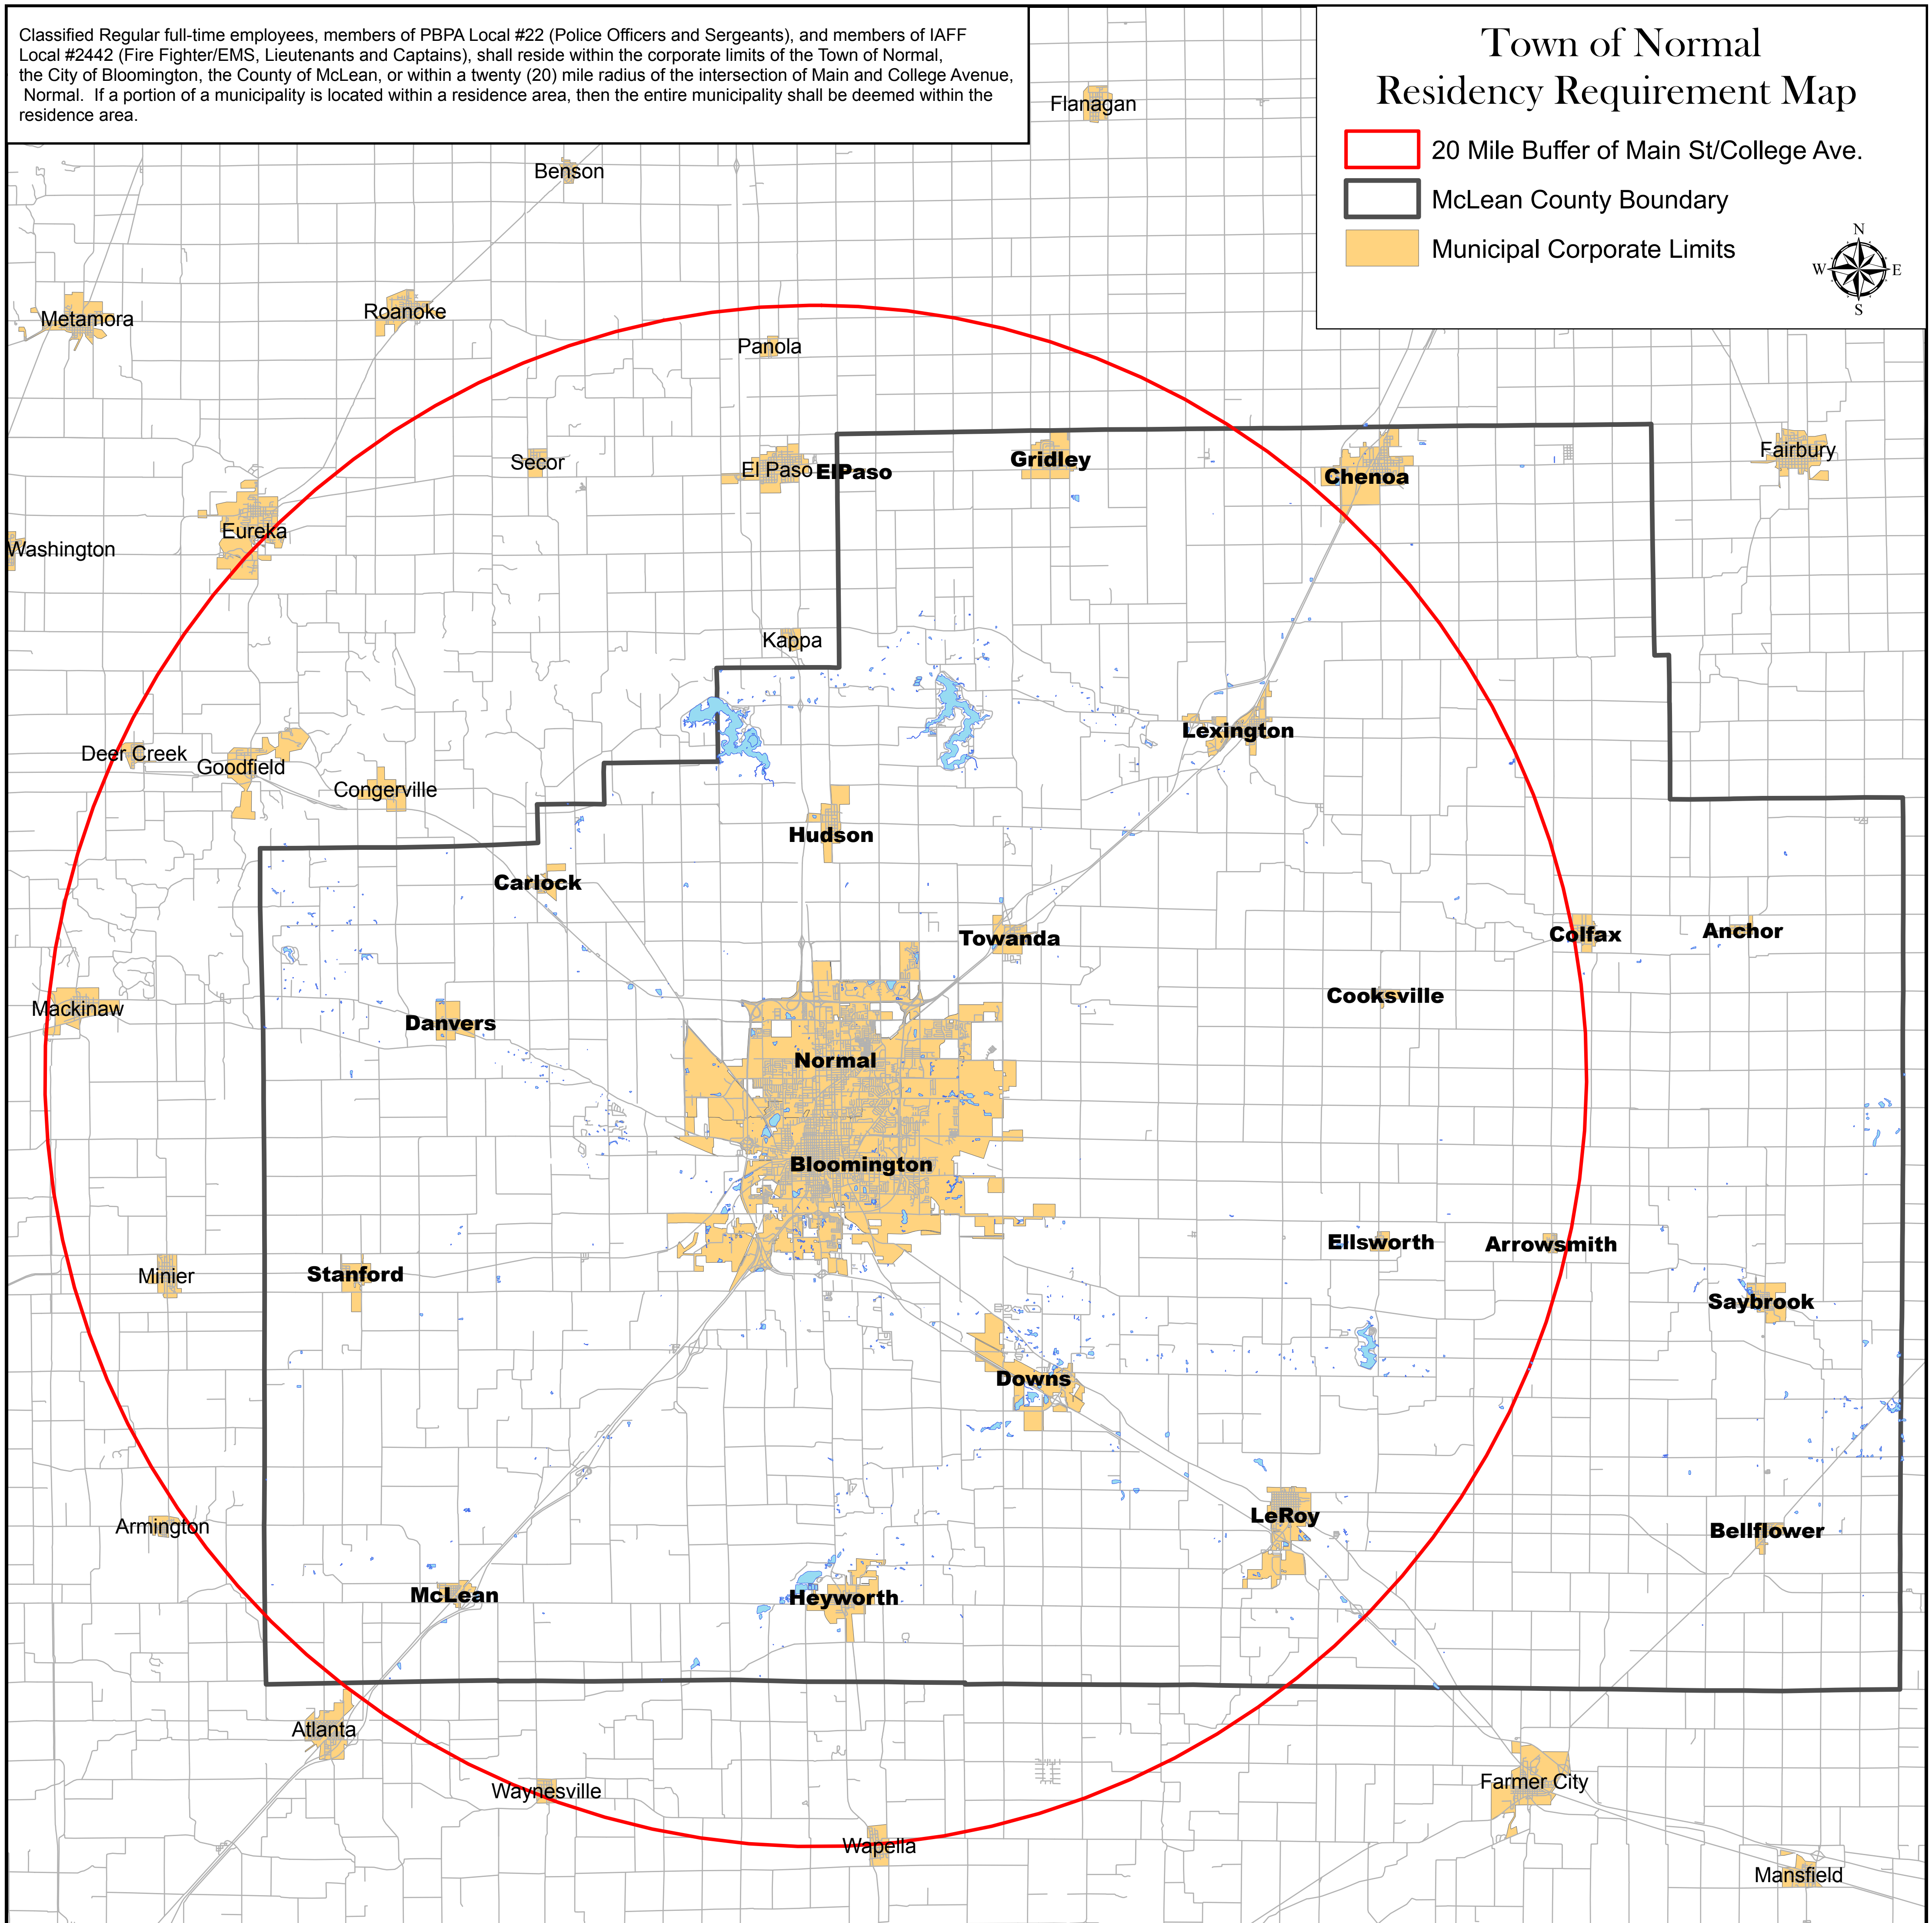 Classified Regular full-time employees, members of PBPA Local #22 (Police Officers and Sergeants), and members of IAFF
Local #2442 (Fire Fighter/EMS, Lieutenants and Captains), shall reside within the corporate limits of the Town of Normal,
the City of Bloomington, the County of McLean, or within a twenty (20) mile radius of the intersection of Main and College Avenue,
Normal. If a portion of a municipality is located within a residence area, then the entire municipality shall be deemed within the
residence area.
Town of Normal
Residency Requirement Map
20 Mile Buffer of Main St/College Ave.
McLean County Boundary
Municipal Corporate Limits
N
W
E
S
Flanagan
Benson
Metamora
Roanoke
Panola
Secor
El Paso
ElPaso
Gridley
Chenoa
Fairbury
Eureka
Washington
Kappa
Lexington
Deer Creek
Goodfield
Congerville
Hudson
Carlock
Towanda
Colfax
Anchor
Cooksville
Mackinaw
Danvers
Normal
Bloomington
Ellsworth
Arrowsmith
Minier
Stanford
Saybrook
Downs
LeRoy
Armington
Bellflower
McLean
Heyworth
Atlanta
Waynesville
Farmer City
Wapella
Mansfield